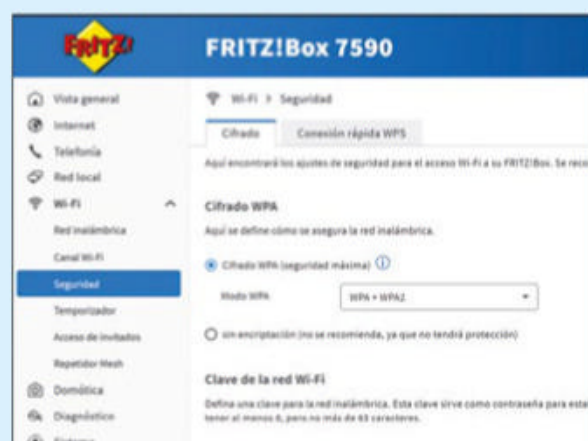 FRITZ!
FRITZ!Box 7590
Vista general
Internet
Telefonía
Red local
Wi-Fi
Red inalámbrica
Canal Wi-Fi
Seguridad
Temporizador
Acceso de invitados
Repetidor Mesh
Domótica
Diagnóstico
Sistema
Wi-Fi > Seguridad
Cifrado
Conexión rápida WPS
Aquí encontrará los ajustes de seguridad para el acceso Wi-Fi a su FRITZ!Box. Se reco
Cifrado WPA
Aquí se define cómo se asegura la red inalámbrica.
Cifrado WPA (seguridad máxima)
Modo WPA
WPA + WPA2
sin encriptación (no se recomienda, ya que no tendrá protección)
Clave de la red Wi-Fi
Defina una clave para la red inalámbrica. Esta clave sirve como contraseña para este
tener al menos 8, pero no más de 63 caracteres.